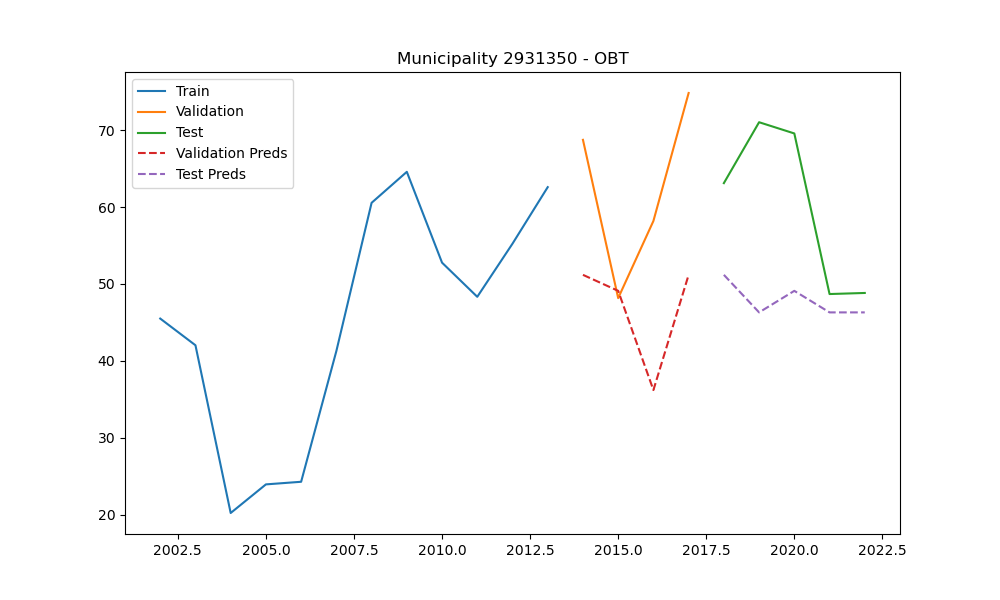 Municipality 2931350 - OBT
Train
Validation
Test
Validation Preds
Test Preds
70
60
50
40
30
20
2002.5 2005.0 2007.5 2010.0 2012.5 2015.0 2017.5 2020.0 2022.5